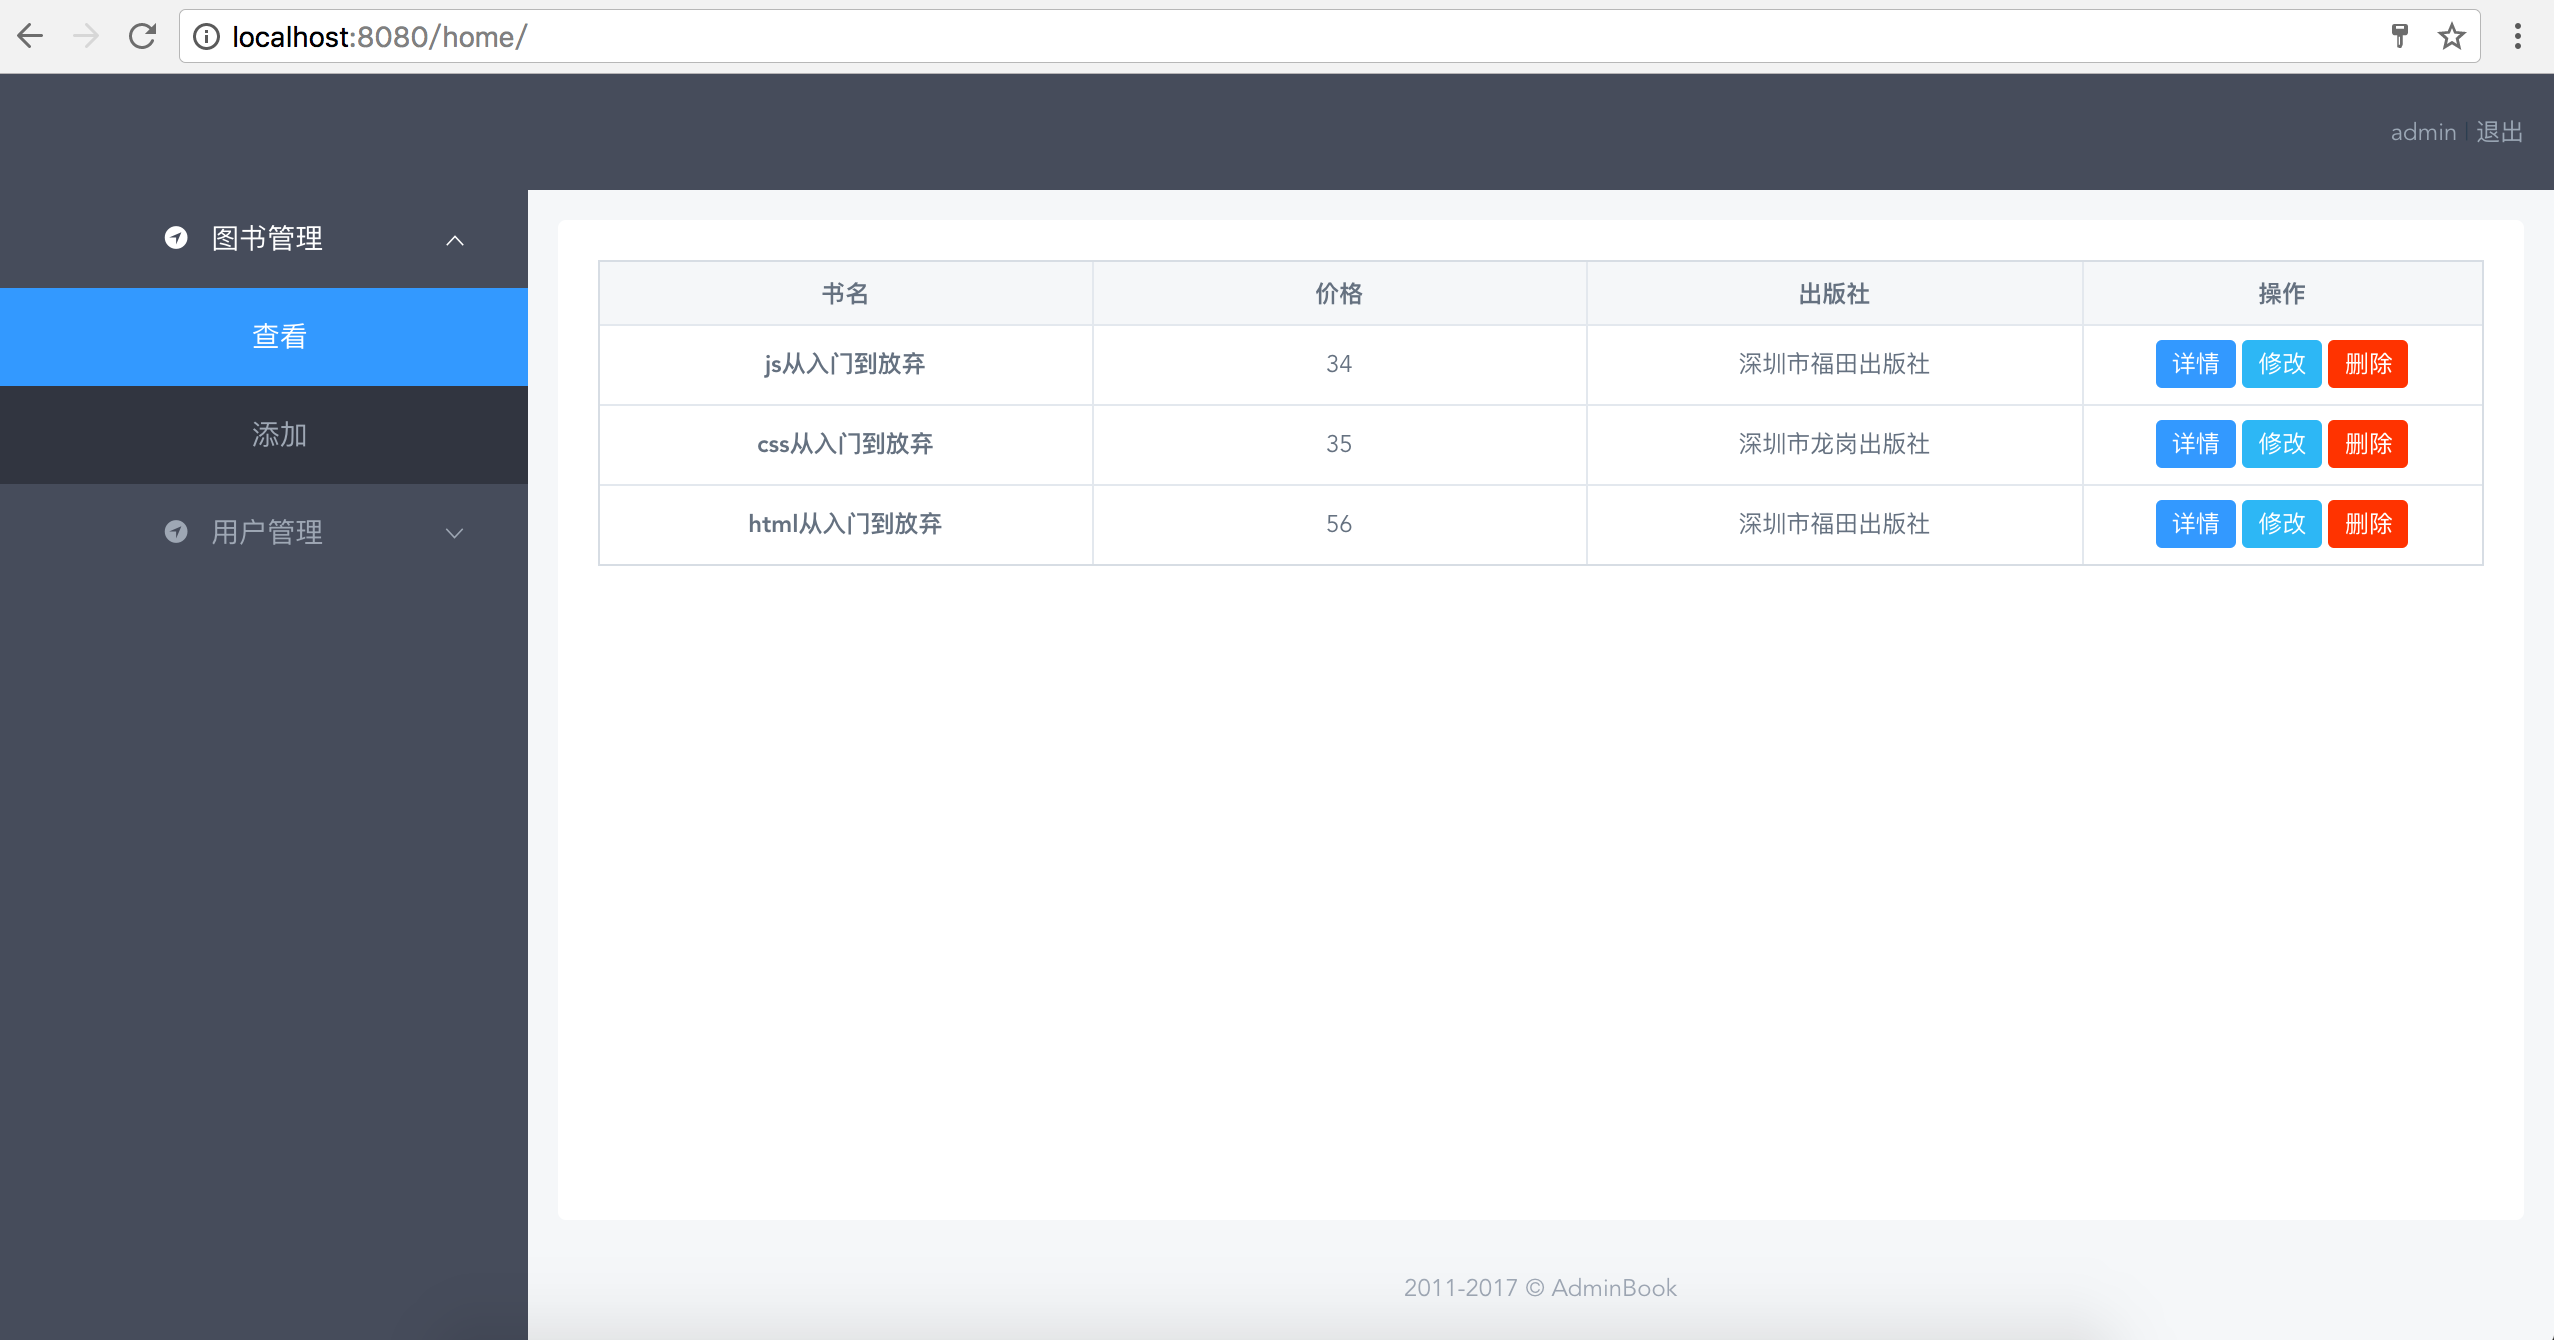 localhost:8080/home/
admin | 退出
图书管理
查看
添加
用户管理
书名 价格 出版社 操作
js从入门到放弃 34 深圳市福田出版社 详情 修改 删除
css从入门到放弃 35 深圳市龙岗出版社 详情 修改 删除
html从入门到放弃 56 深圳市福田出版社 详情 修改 删除
2011-2017 © AdminBook